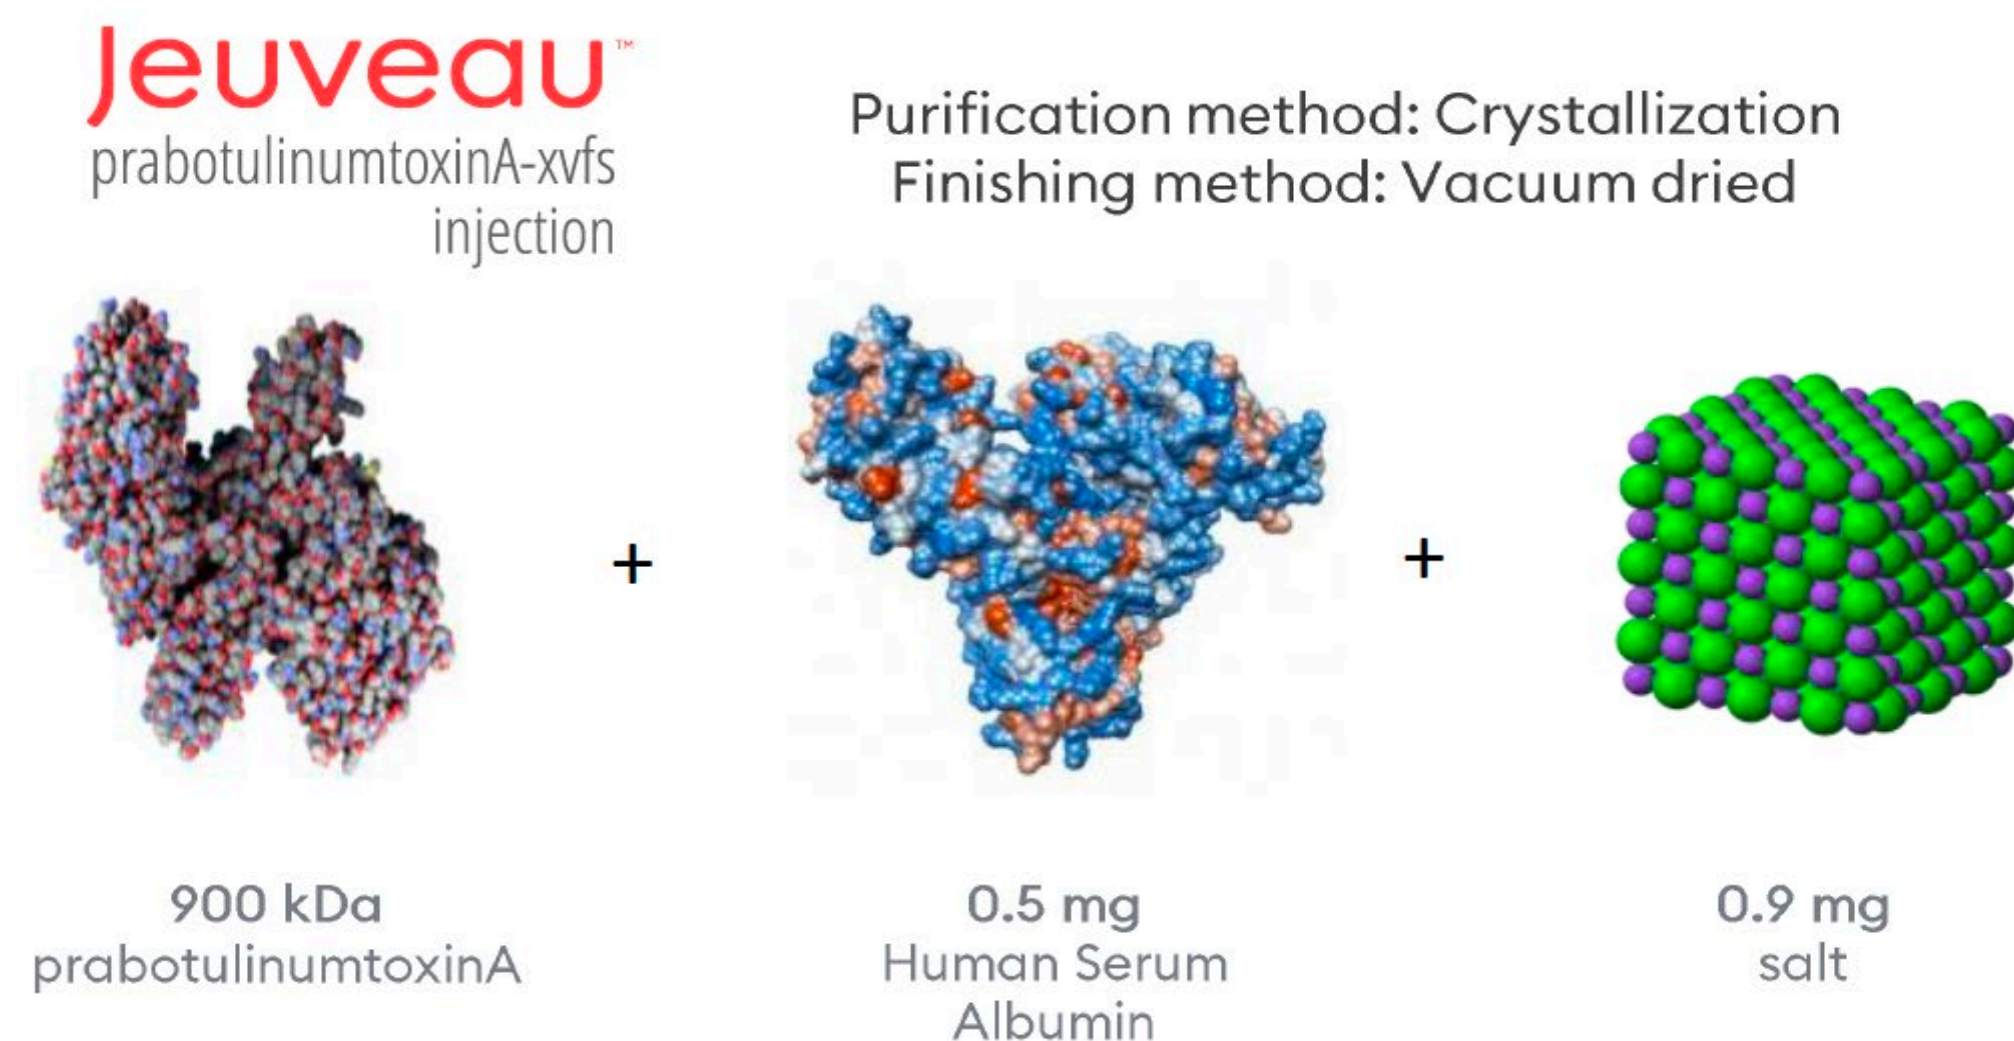 Jeuveau™
prabotulinumtoxinA-xvfs
injection
Purification method: Crystallization
Finishing method: Vacuum dried
+
+
900 kDa
prabotulinumtoxinA
0.5 mg
Human Serum
Albumin
0.9 mg
salt